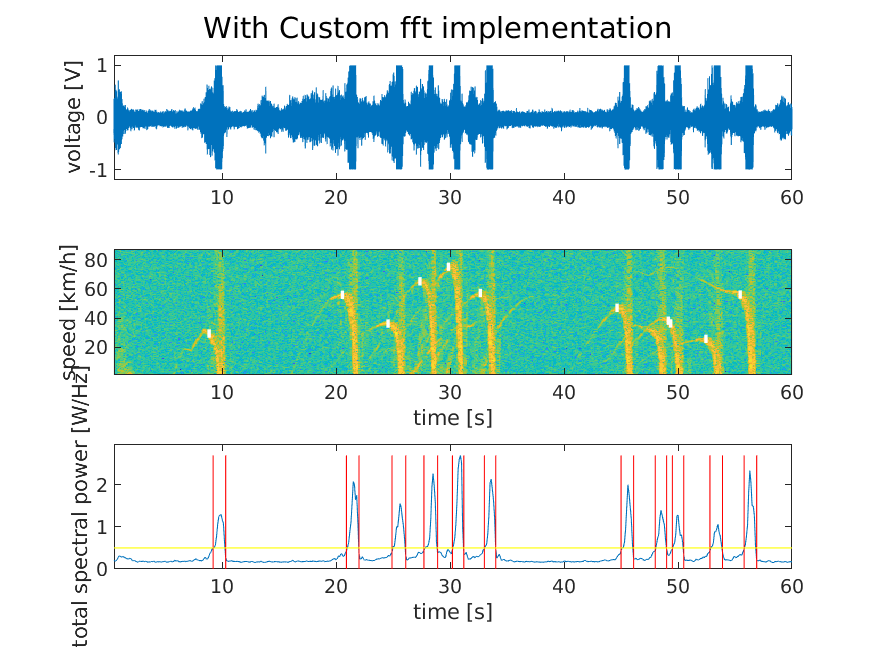 With Custom fft implementation
voltage [V]
1
0
-1
10 20 30 40 50 60
speed [km/h]
80
60
40
20
10 20 30 40 50 60
time [s]
total spectral power [W/Hz]
2
1
0
10 20 30 40 50 60
time [s]